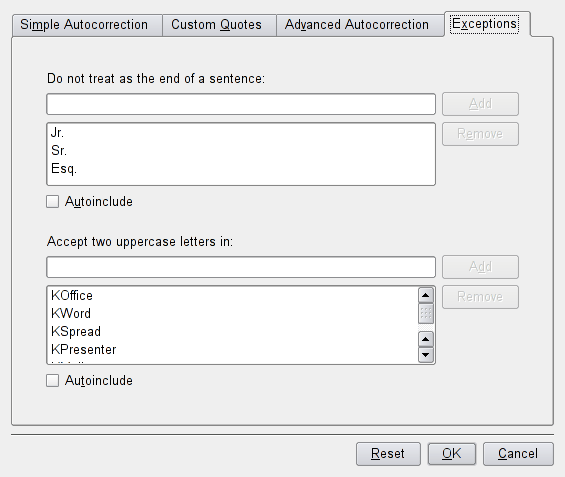 Simple Autocorrection Custom Quotes Advanced Autocorrection Exceptions
Do not treat as the end of a sentence:
Add
Jr.
Remove
Sr.
Esq.
Autoinclude
Accept two uppercase letters in:
Add
KOffice
Remove
KWord
KSpread
KPresenter
Autoinclude
Reset OK Cancel